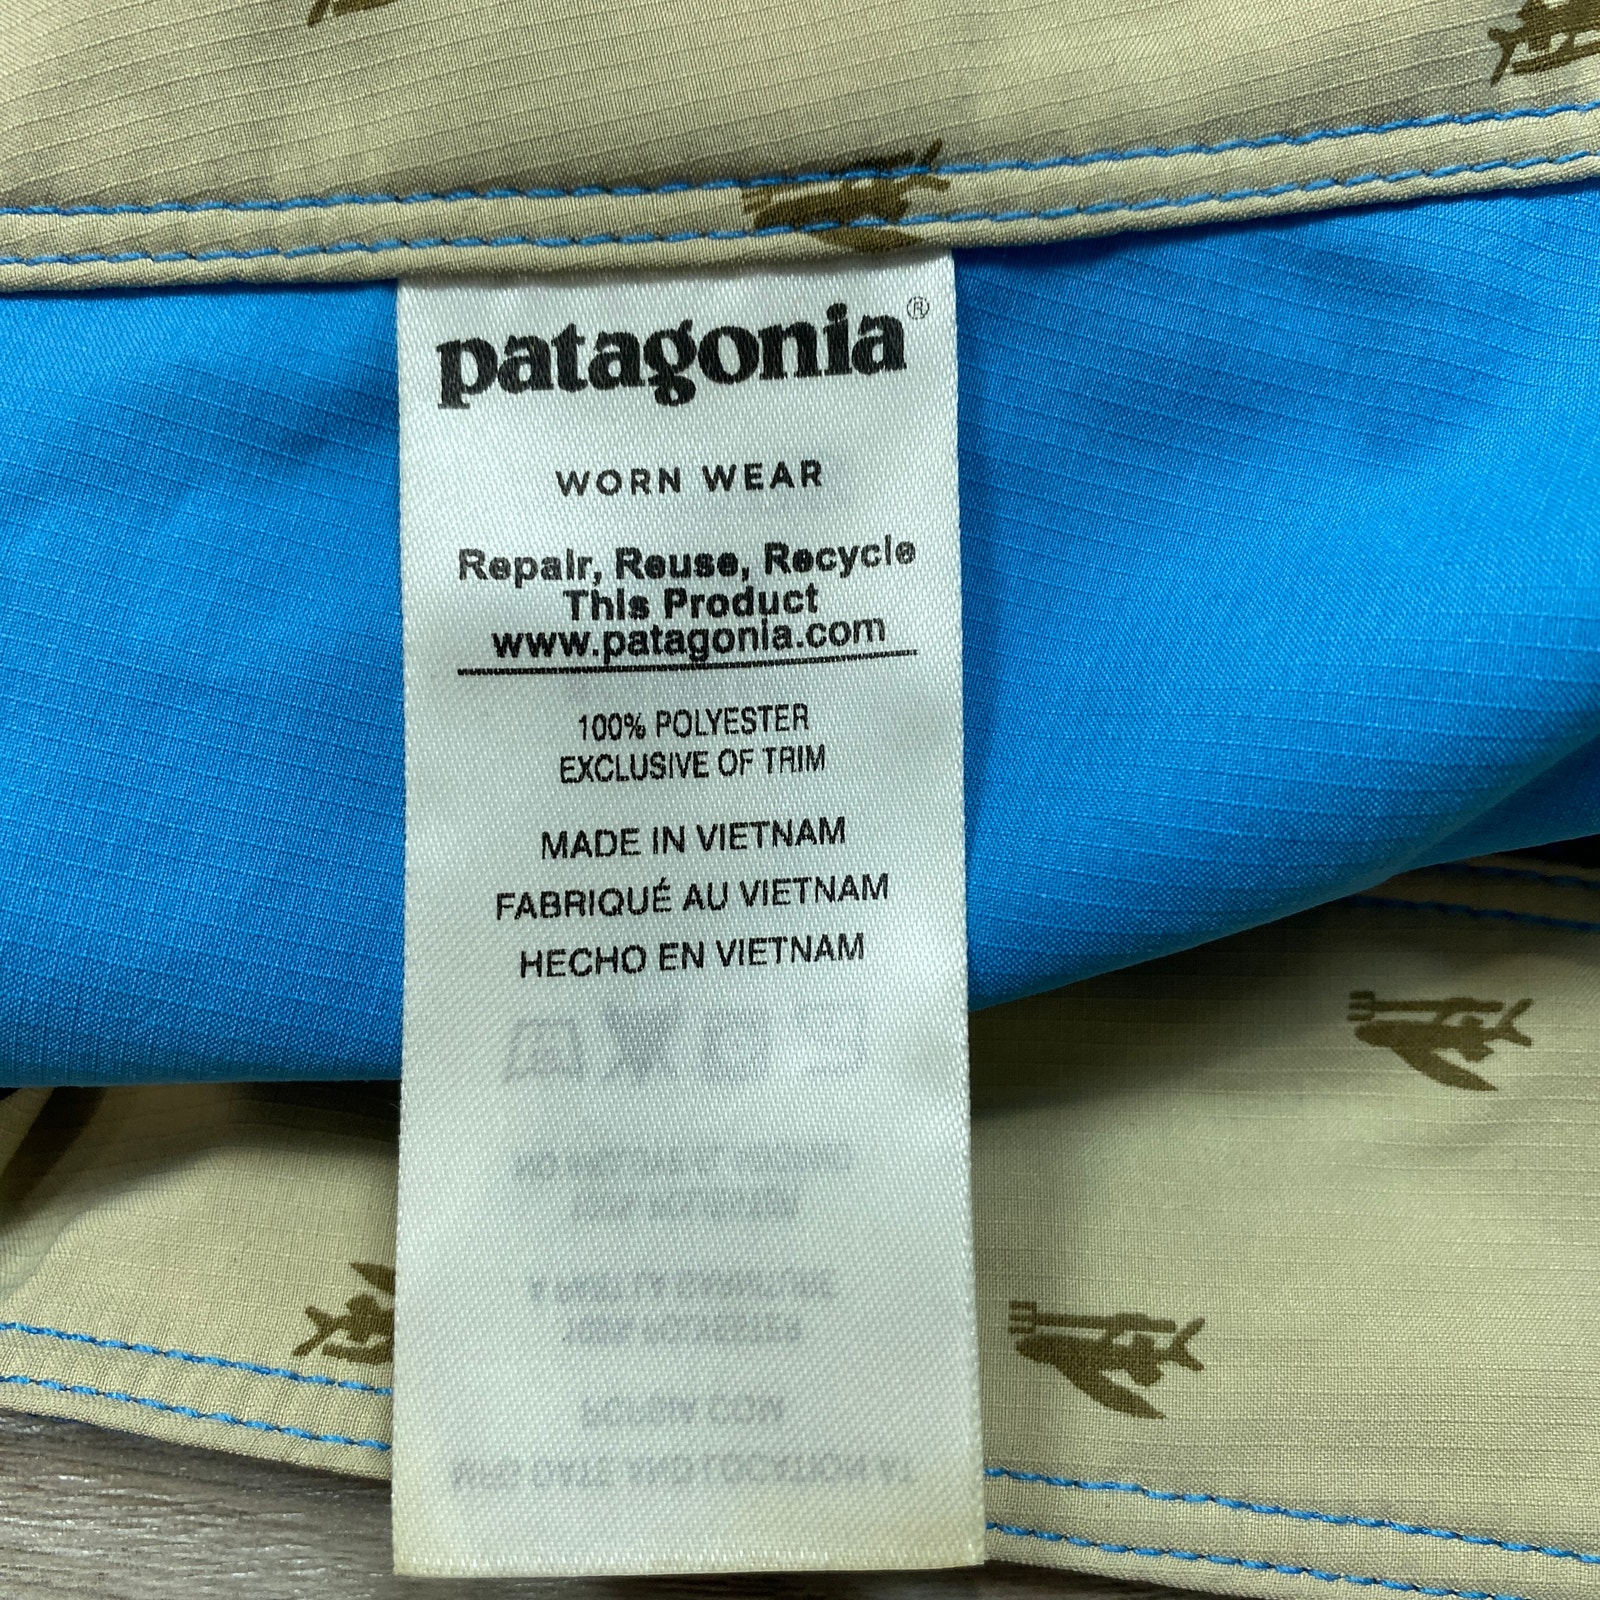 patagonia®
WORN WEAR
Repair, Reuse, Recycle
This Product
www.patagonia.com
100% POLYESTER
EXCLUSIVE OF TRIM
MADE IN VIETNAM
FABRIQUÉ AU VIETNAM
HECHO EN VIETNAM